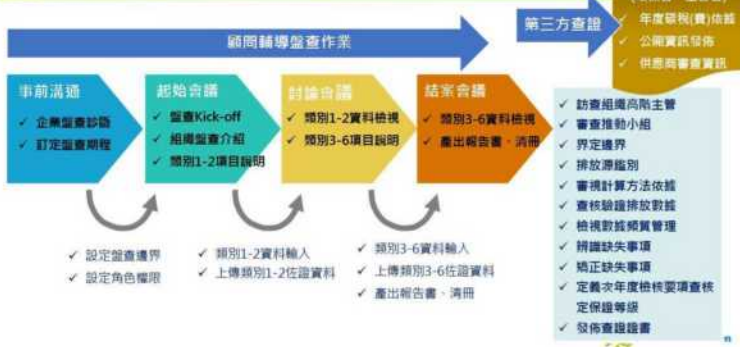 顧問輔導盤查作業
第三方查證
✓ 年度碳稅(費)依據
✓ 公開資訊發佈
✓ 供應商審查資訊
事前溝通
✓ 企業盤查診斷
✓ 訂定盤查期程
起始會議
✓ 盤查Kick-off
✓ 組織盤查介紹
✓ 類別1-2項目說明
討論會議
✓ 類別1-2資料檢視
✓ 類別3-6項目說明
結案會議
✓ 類別3-6資料檢視
✓ 產出報告書、清冊
✓ 設定盤查邊界
✓ 設定角色權限
✓ 類別1-2資料輸入
✓ 上傳類別1-2佐證資料
✓ 類別3-6資料輸入
✓ 上傳類別3-6佐證資料
✓ 產出報告書、清冊
✓ 訪查組織高階主管
✓ 審查推動小組
✓ 界定邊界
✓ 排放源鑑別
✓ 審視計算方法依據
✓ 查核驗證排放數據
✓ 檢視數據品質管理
✓ 辨識缺失事項
✓ 矯正缺失事項
✓ 定義次年度檢核要項查核
定保證等級
✓ 發佈查證證書